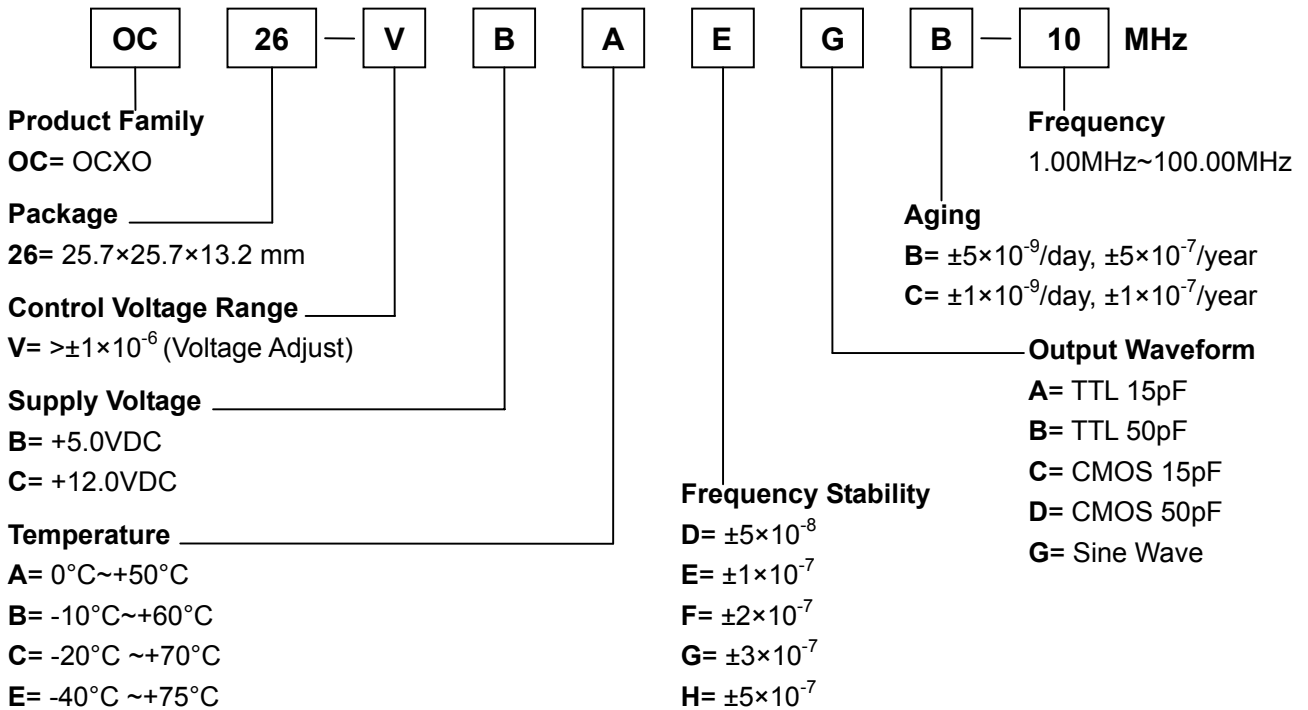 OC 26 — V B A E G B — 10 MHz
Product Family
OC= OCXO
Package
26= 25.7×25.7×13.2 mm
Control Voltage Range
V= >±1×10⁻⁶ (Voltage Adjust)
Supply Voltage
B= +5.0VDC
C= +12.0VDC
Temperature
A= 0°C~+50°C
B= -10°C~+60°C
C= -20°C ~+70°C
E= -40°C ~+75°C
Frequency Stability
D= ±5×10⁻⁸
E= ±1×10⁻⁷
F= ±2×10⁻⁷
G= ±3×10⁻⁷
H= ±5×10⁻⁷
Frequency
1.00MHz~100.00MHz
Aging
B= ±5×10⁻⁹/day, ±5×10⁻⁷/year
C= ±1×10⁻⁹/day, ±1×10⁻⁷/year
Output Waveform
A= TTL 15pF
B= TTL 50pF
C= CMOS 15pF
D= CMOS 50pF
G= Sine Wave